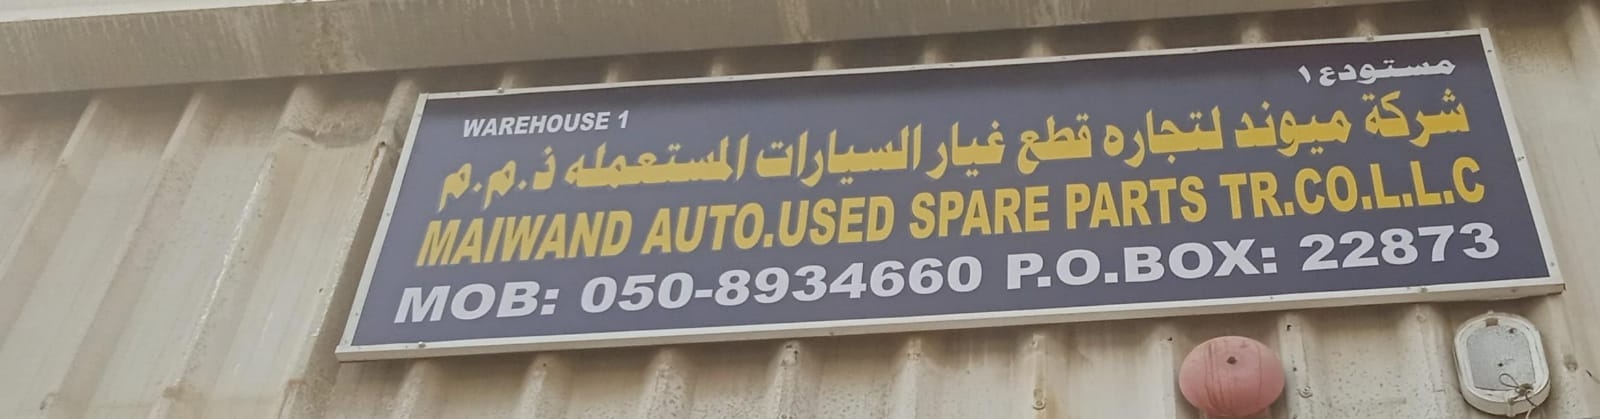 WAREHOUSE 1
مستودع ١
شركة ميوند لتجاره قطع غيار السيارات المستعمله ذ.م.م
MAIWAND AUTO.USED SPARE PARTS TR.CO.L.L.C
MOB: 050-8934660 P.O.BOX: 22873